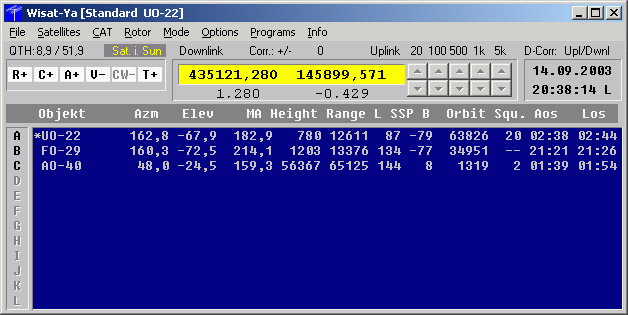 Wisat-Ya [Standard UO-22]
File Satellites CAT Rotor Mode Options Programs Info
QTH: 8,9 / 51,9 Sat. i. Sun Downlink Corr.: +/- 0 Uplink 20 100 500 1k 5k D-Corr: Upl/Dwnl
R+ C+ A+ V- CW- T+ 435121,280 145899,571 14.09.2003
1,280 -0,429 20:38:14 L
Objekt Azm Elev MA Height Range L SSP B Orbit Squ. Aos Los
A *UO-22 162,8 -67,9 182,9 780 12611 87 -79 63826 20 02:38 02:44
B FO-29 160,3 -72,5 214,1 1203 13376 134 -77 34951 -- 21:21 21:26
C AO-40 48,0 -24,5 159,3 56367 65125 144 8 1319 2 01:39 01:54
D
E
F
G
H
I
J
K
L